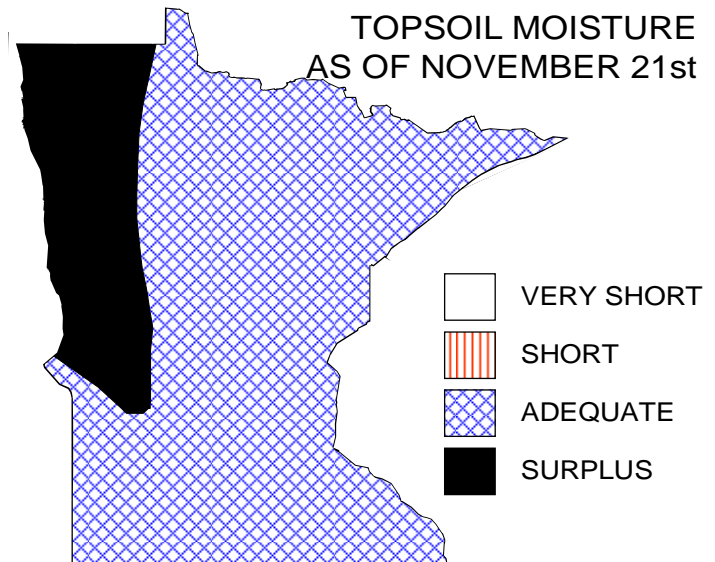 TOPSOIL MOISTURE
AS OF NOVEMBER 21st
VERY SHORT
SHORT
ADEQUATE
SURPLUS